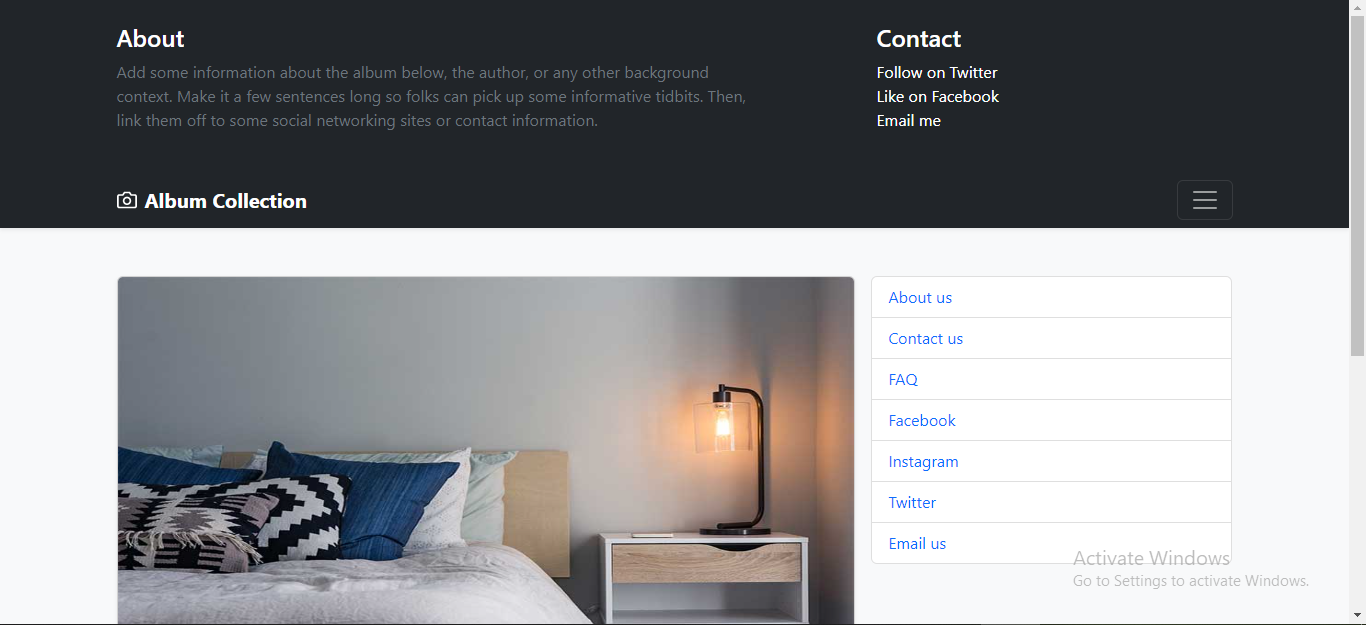 About
Add some information about the album below, the author, or any other background
context. Make it a few sentences long so folks can pick up some informative tidbits. Then,
link them off to some social networking sites or contact information.
Contact
Follow on Twitter
Like on Facebook
Email me
Album Collection
About us
Contact us
FAQ
Facebook
Instagram
Twitter
Email us
Activate Windows
Go to Settings to activate Windows.